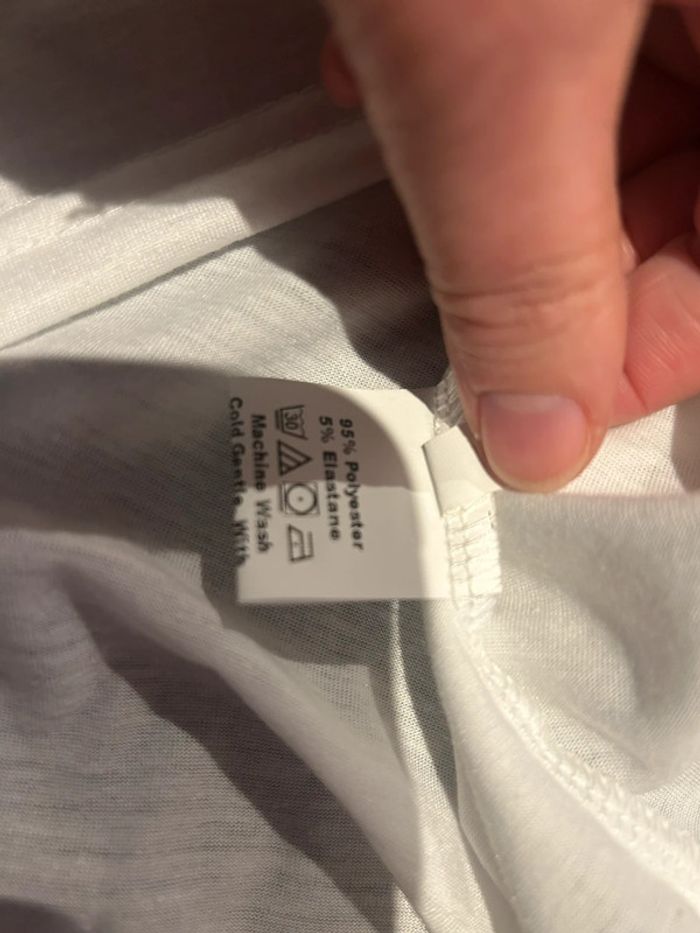 95% Polyester
5% Elastane
30
Machine Wash
Cold Gentle With